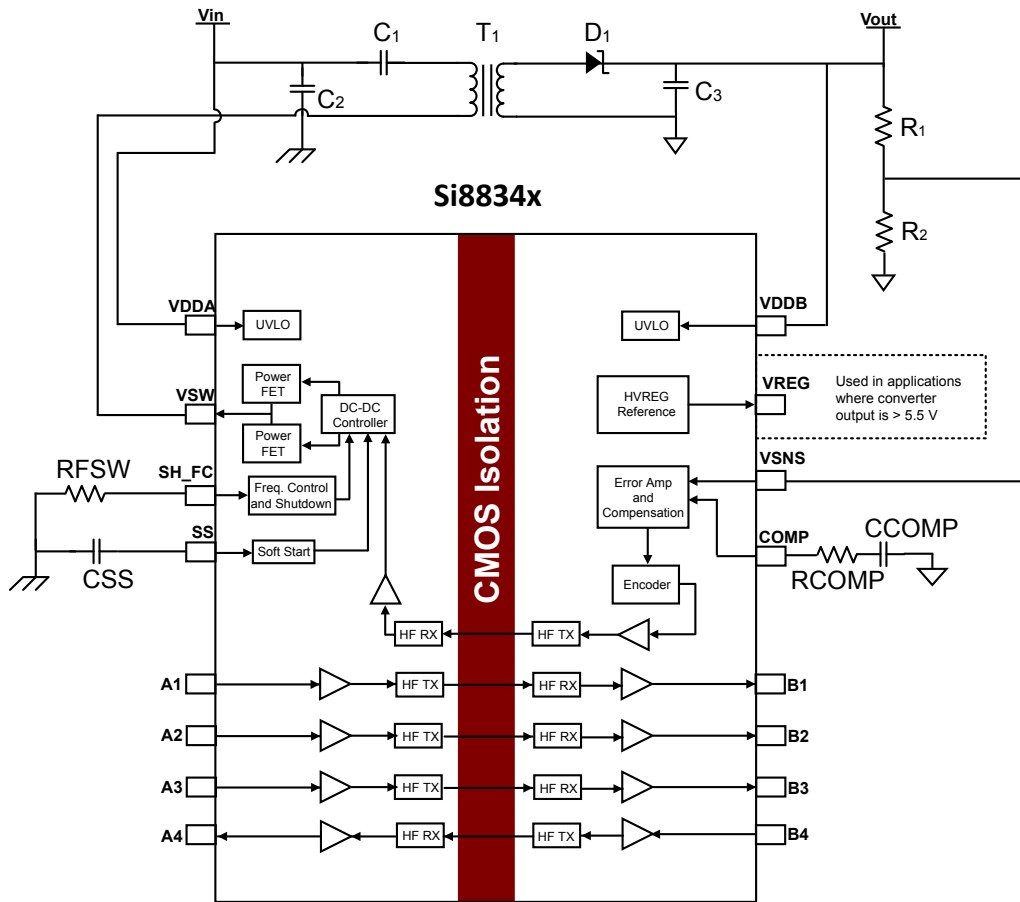 Vin
Vout
C1
T1
D1
C2
C3
R1
R2
Si8834x
CMOS Isolation
VDDA
UVLO
UVLO
VDDB
VSW
Power
FET
Power
FET
DC-DC
Controller
HVREG
Reference
VREG
Used in applications
where converter
output is > 5.5 V
RFSW
SH_FC
Freq. Control
and Shutdown
VSNS
Error Amp
and
Compensation
SS
CSS
Soft Start
COMP
CCOMP
RCOMP
Encoder
HF RX
HF TX
A1
HF TX
HF RX
B1
A2
HF TX
HF RX
B2
A3
HF TX
HF RX
B3
A4
HF RX
HF TX
B4